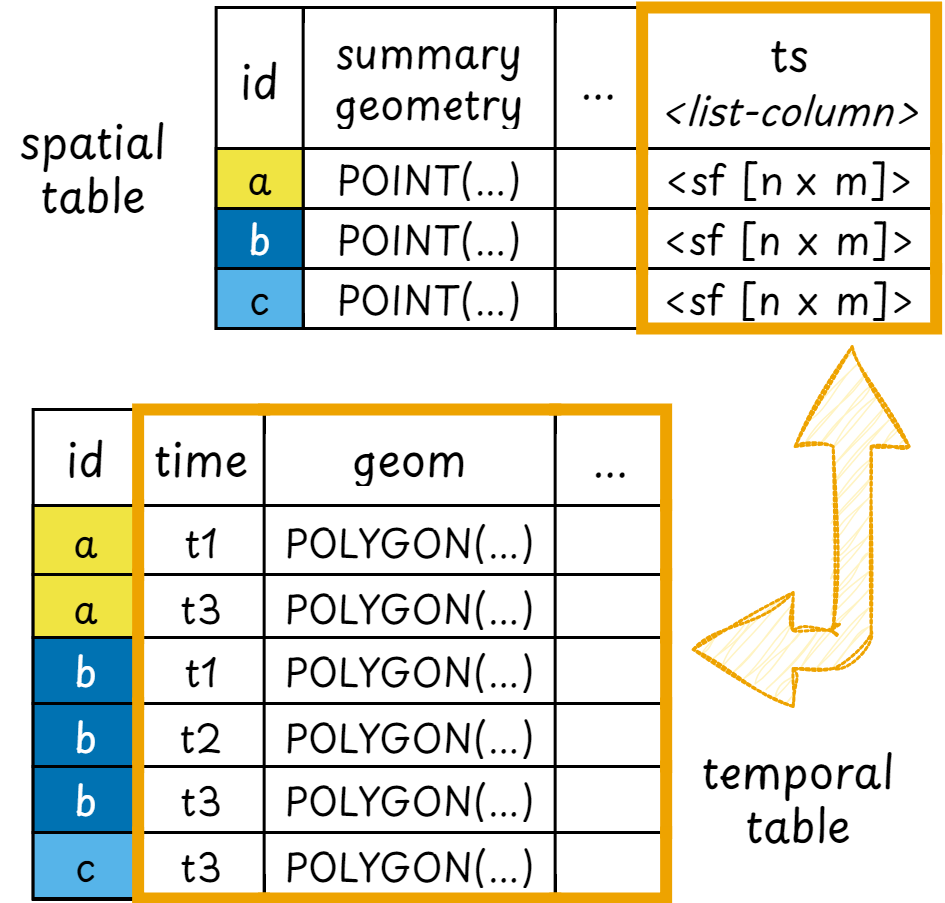 spatial
table
id summary geometry ... ts <list-column>
a POINT(...) <sf [n x m]>
b POINT(...) <sf [n x m]>
c POINT(...) <sf [n x m]>
id time geom ...
a t1 POLYGON(...)
a t3 POLYGON(...)
b t1 POLYGON(...)
b t2 POLYGON(...)
b t3 POLYGON(...)
c t3 POLYGON(...)
temporal
table